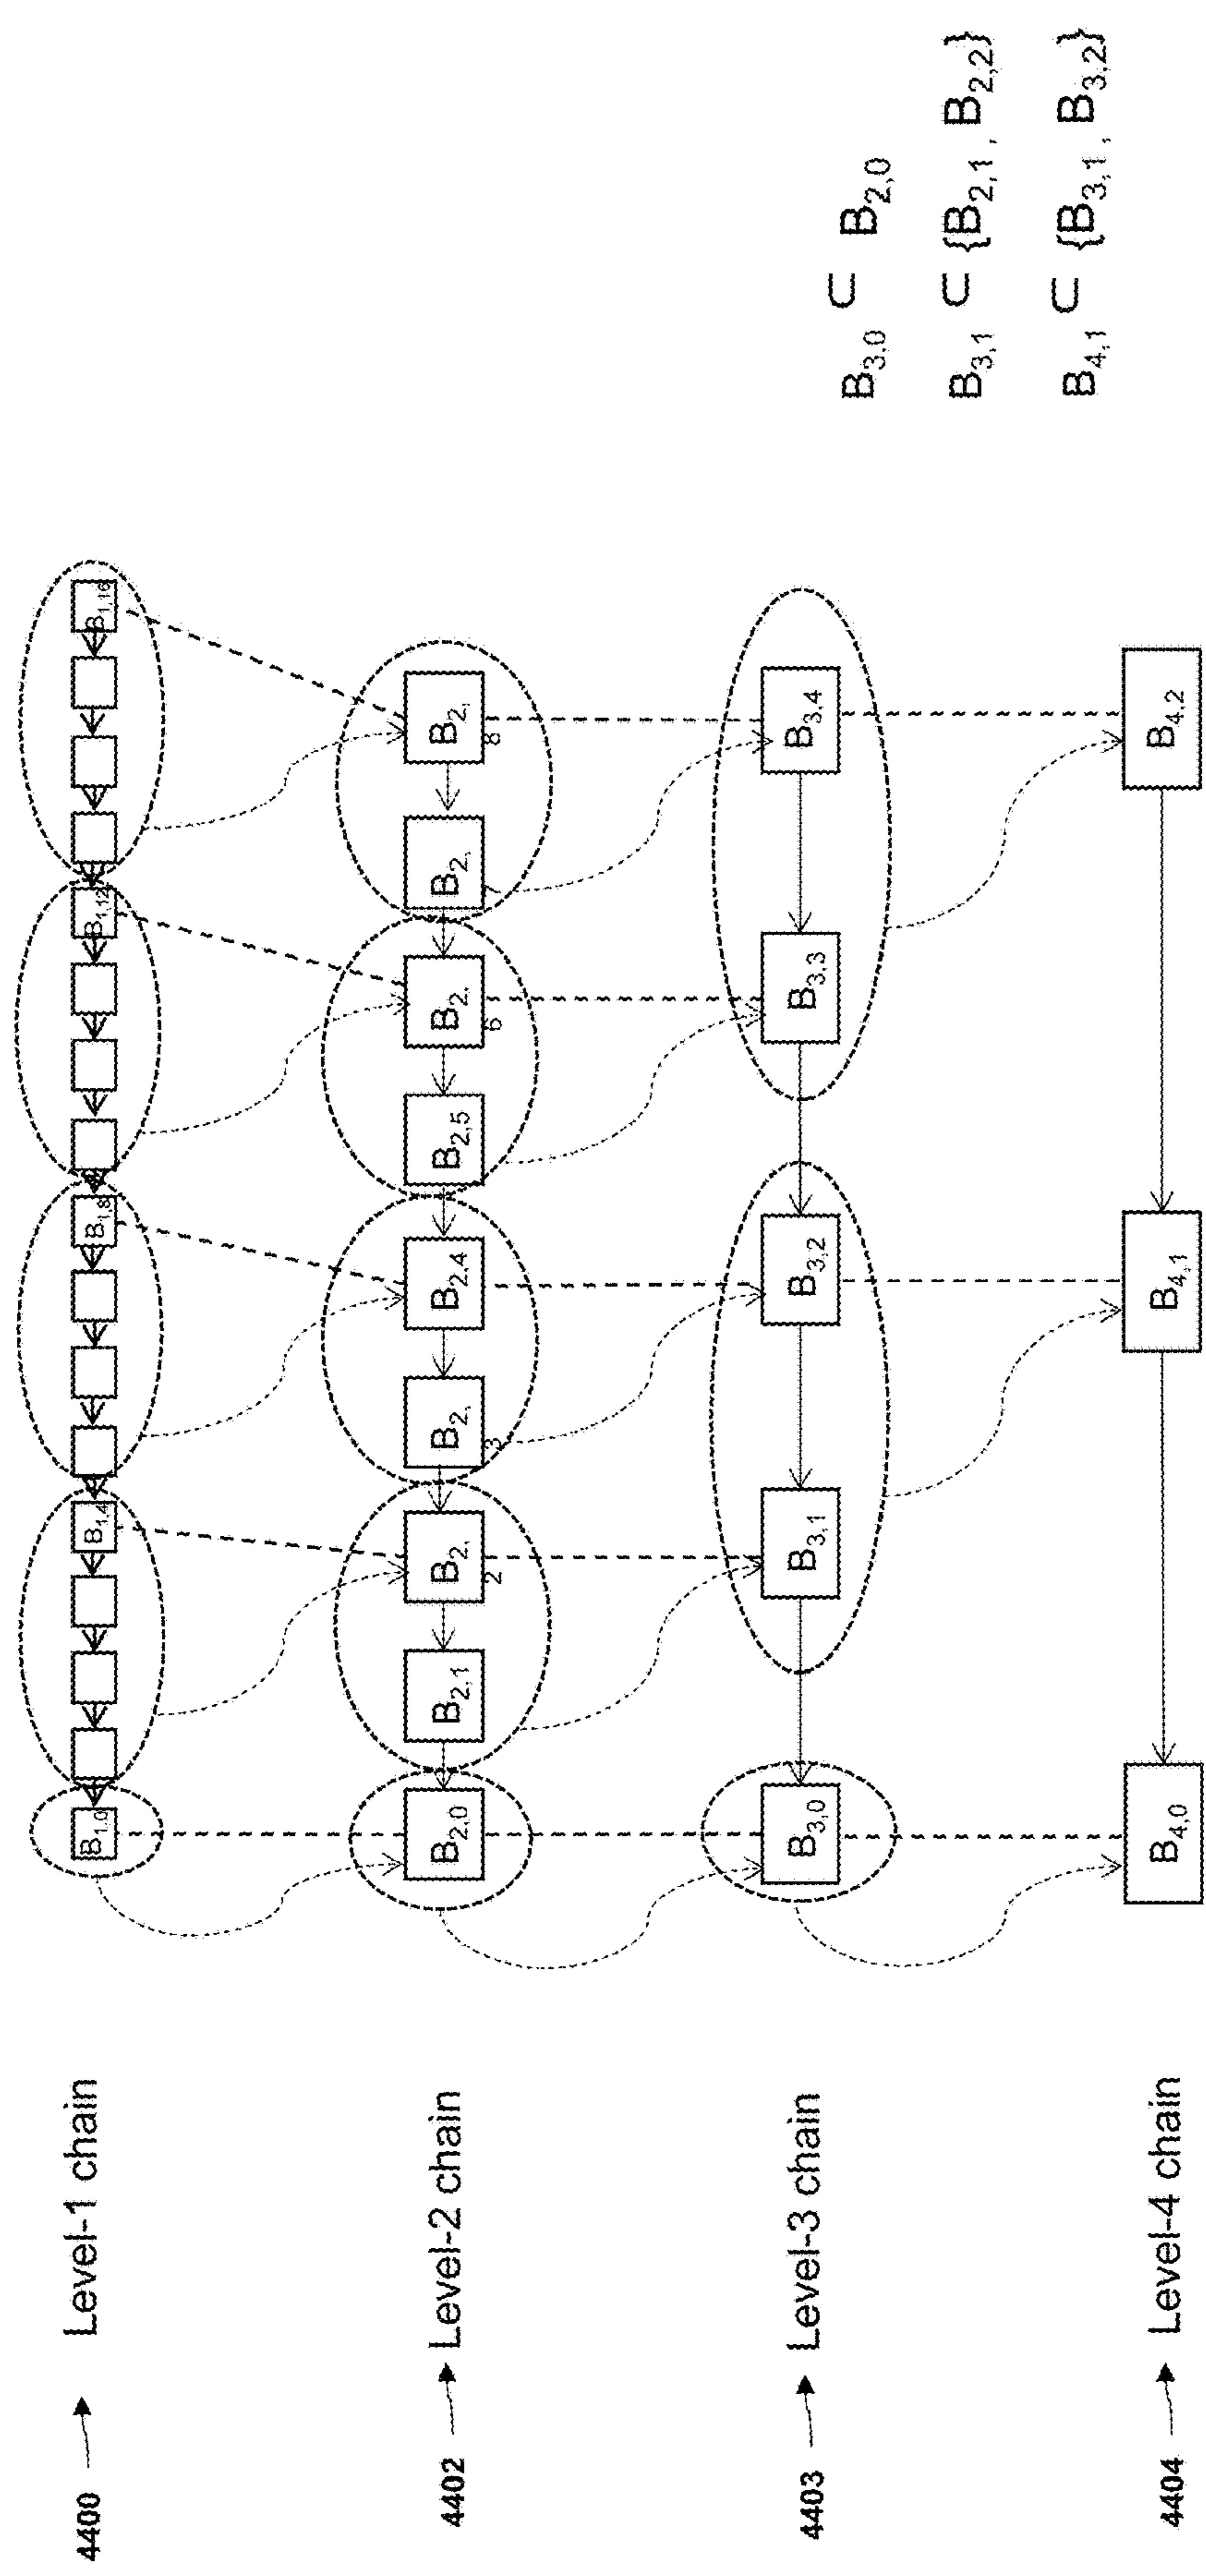 4400 Level-1 chain
B1,0 B1,4 B1,8 B1,12 B1,16
4402 Level-2 chain
B2,0 B2,1 B2,2 B2,3 B2,4 B2,5 B2,6 B2, B2,8
4403 Level-3 chain
B3,0 B3,1 B3,2 B3,3 B3,4
4404 Level-4 chain
B4,0 B4,1 B4,2
B3,0 ⊂ B2,0
B3,1 ⊂ {B2,1, B2,2}
B4,1 ⊂ {B3,1, B3,2}